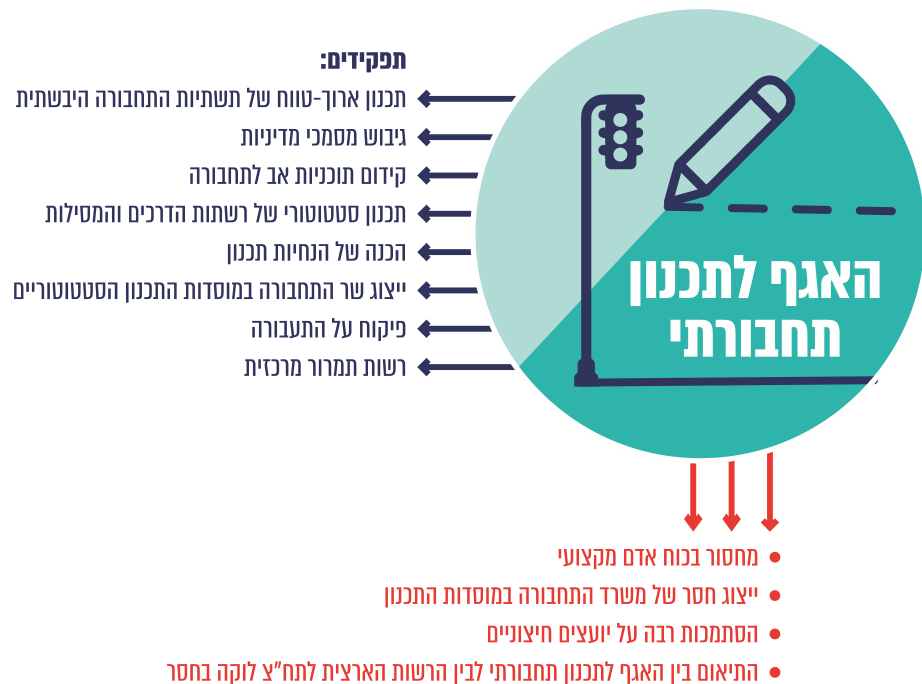 תפקידים:
תכנון ארוך-טווח של תשתיות התחבורה היבשתית
גיבוש מסמכי מדיניות
קידום תוכניות אב לתחבורה
תכנון סטטוטורי של רשתות הדרכים והמסילות
הכנה של הנחיות תכנון
ייצוג שר התחבורה במוסדות התכנון הסטטוטוריים
פיקוח על התעבורה
רשות תמרור מרכזית
האגף לתכנון
תחבורתי
• מחסור בכוח אדם מקצועי
• ייצוג חסר של משרד התחבורה במוסדות התכנון
• הסתמכות רבה על יועצים חיצוניים
• התיאום בין האגף לתכנון תחבורתי לבין הרשות הארצית לתח"צ לוקה בחסר